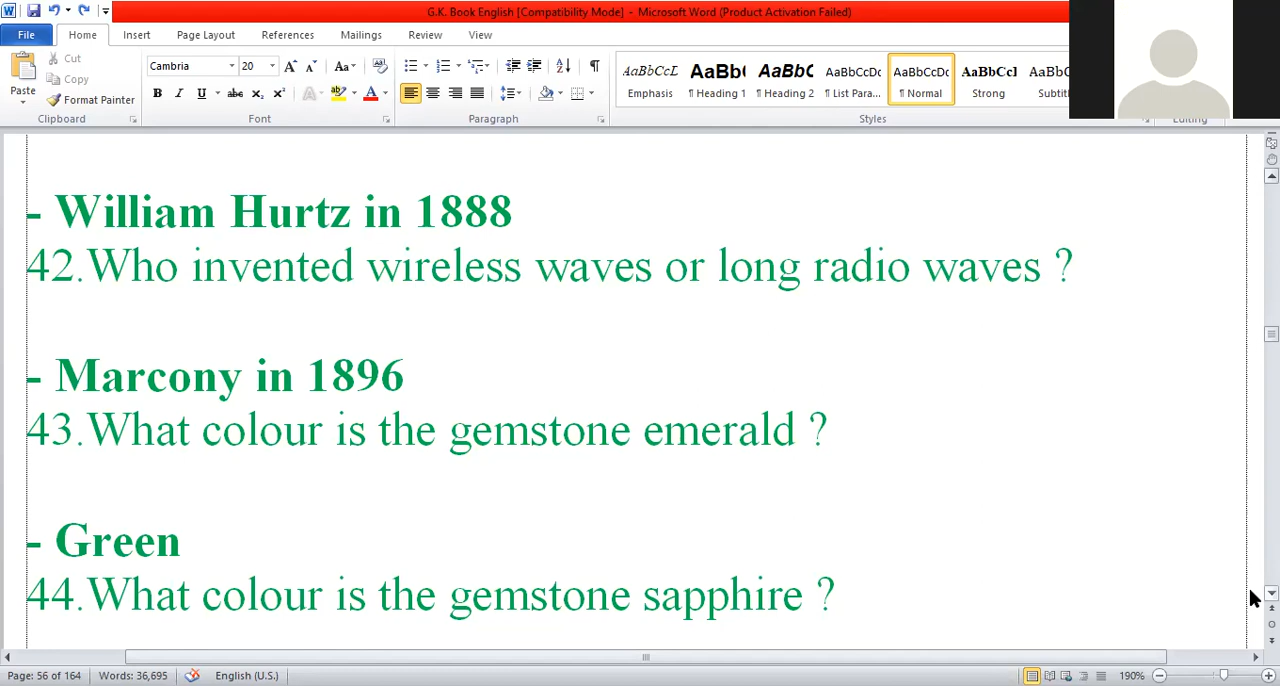 G.K. Book English [Compatibility Mode] - Microsoft Word (Product Activation Failed)
File Home Insert Page Layout References Mailings Review View
Paste
Cut
Copy
Format Painter
Clipboard
Cambria 20
Font
Paragraph
AaBbCcL AaBb( AaBbC AaBbCcDc AaBbCcDc AaBbCcl AaBbC
Emphasis ¶ Heading 1 ¶ Heading 2 ¶ List Para... ¶ Normal Strong Subtit
Styles
Editing
- William Hurtz in 1888
42.Who invented wireless waves or long radio waves ?
- Marcony in 1896
43.What colour is the gemstone emerald ?
- Green
44.What colour is the gemstone sapphire ?
Page: 56 of 164 Words: 36,695 English (U.S.) 190%